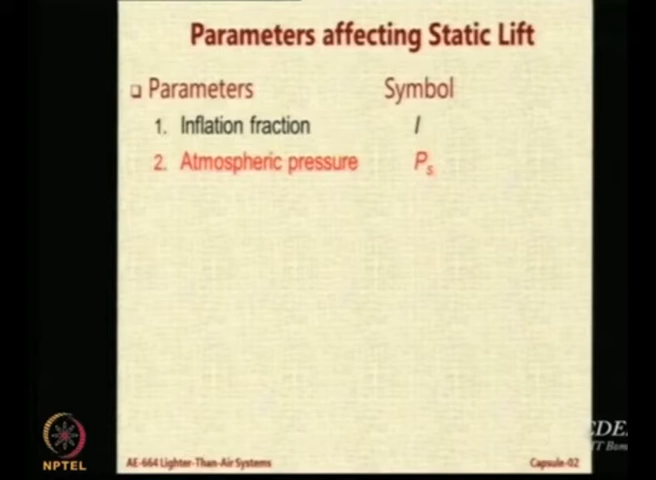 Parameters affecting Static Lift
Parameters Symbol
1. Inflation fraction I
2. Atmospheric pressure Ps
NPTEL
AE-664 Lighter-Than-Air Systems
Capsule-02